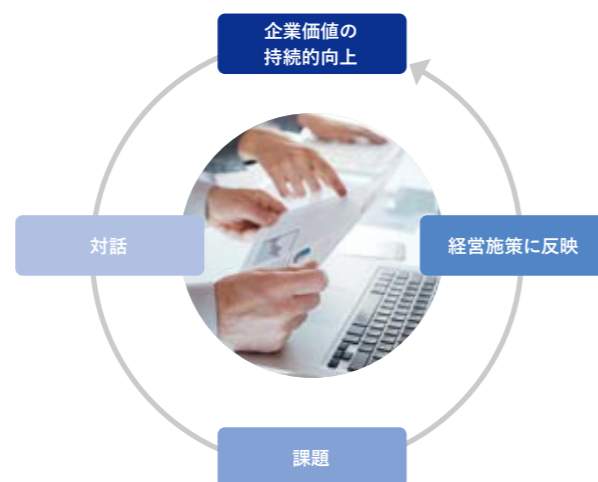 企業価値の
持続的向上
対話
経営施策に反映
課題